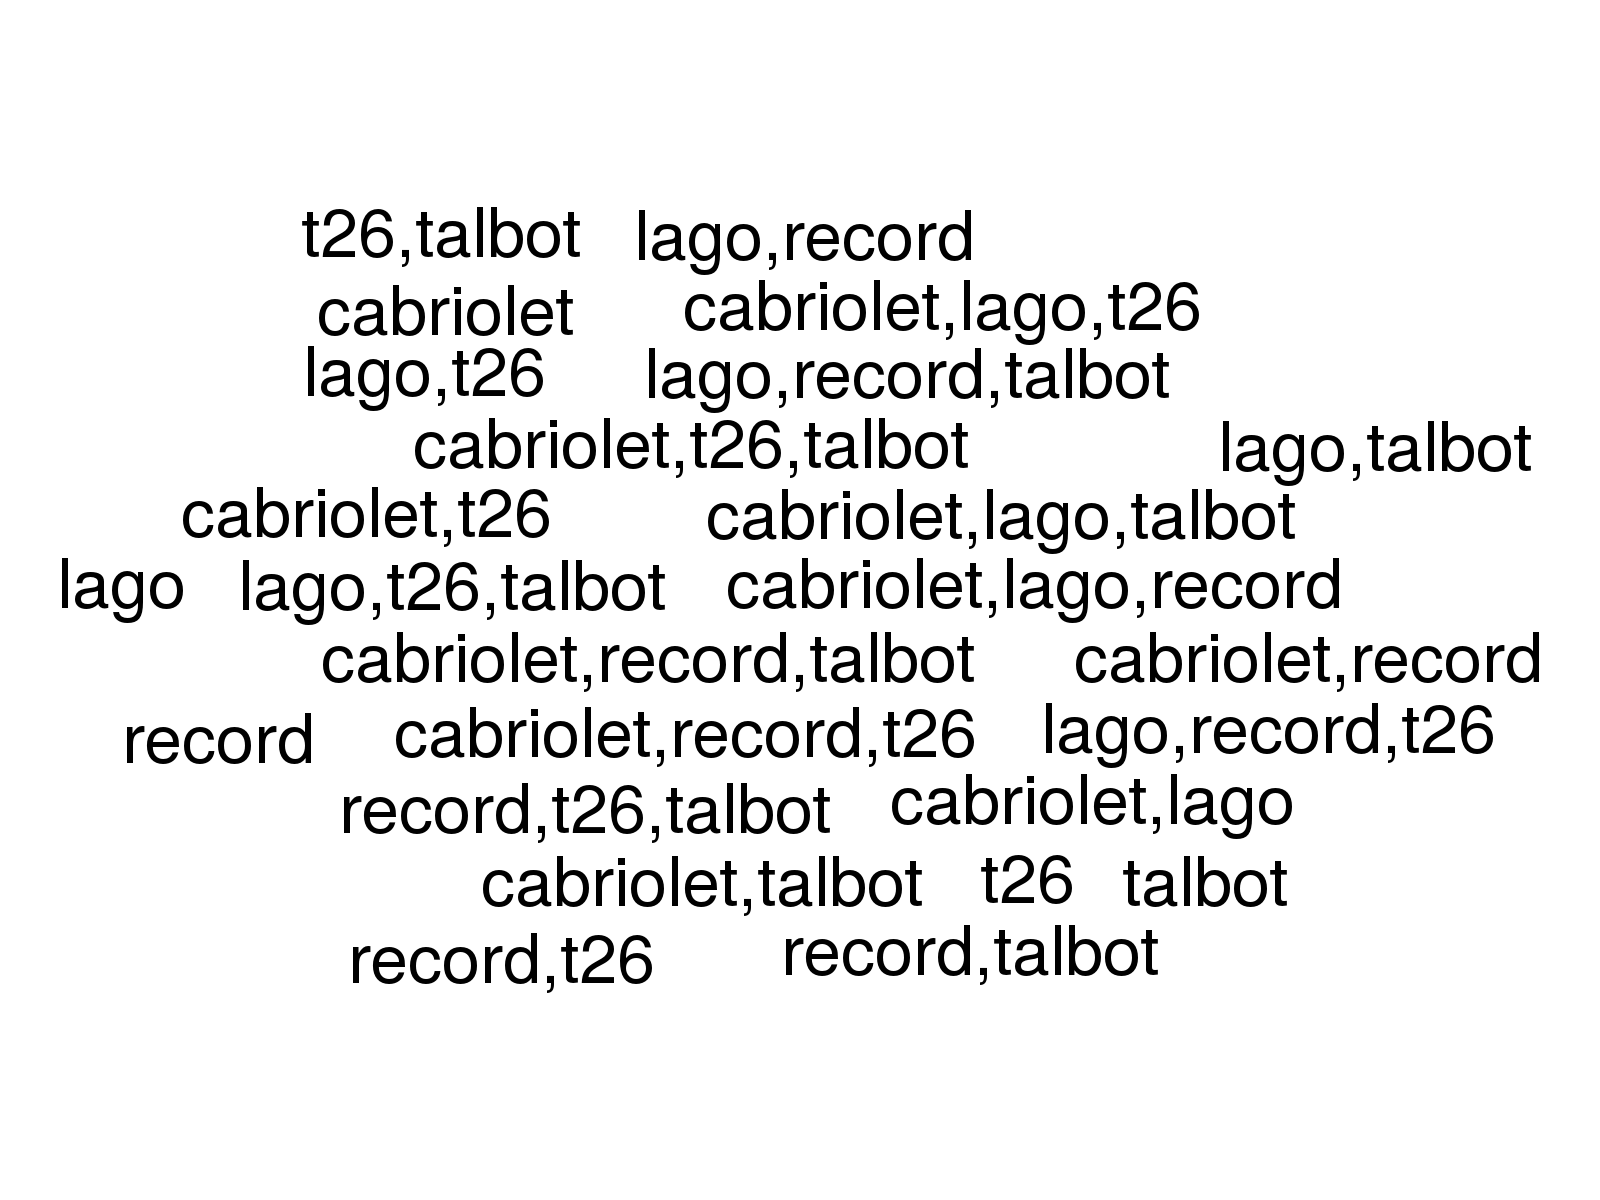 t26,talbot lago,record
cabriolet cabriolet,lago,t26
lago,t26 lago,record,talbot
cabriolet,t26,talbot lago,talbot
cabriolet,t26 cabriolet,lago,talbot
lago lago,t26,talbot cabriolet,lago,record
cabriolet,record,talbot cabriolet,record
record cabriolet,record,t26 lago,record,t26
record,t26,talbot cabriolet,lago
cabriolet,talbot t26 talbot
record,t26 record,talbot